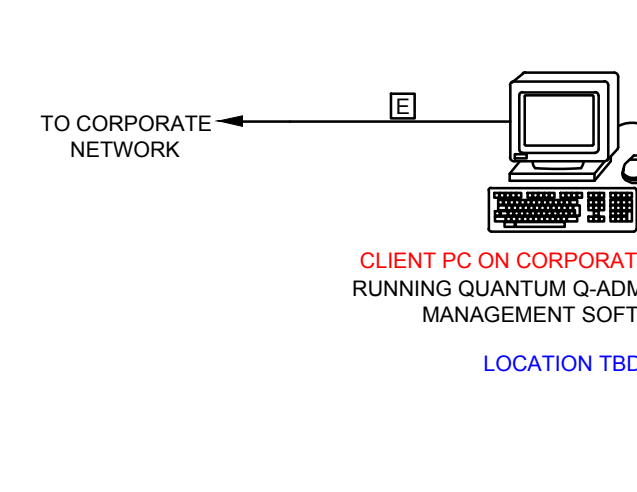 E
TO CORPORATE
NETWORK
CLIENT PC ON CORPORAT
RUNNING QUANTUM Q-ADM
MANAGEMENT SOFT
LOCATION TBD